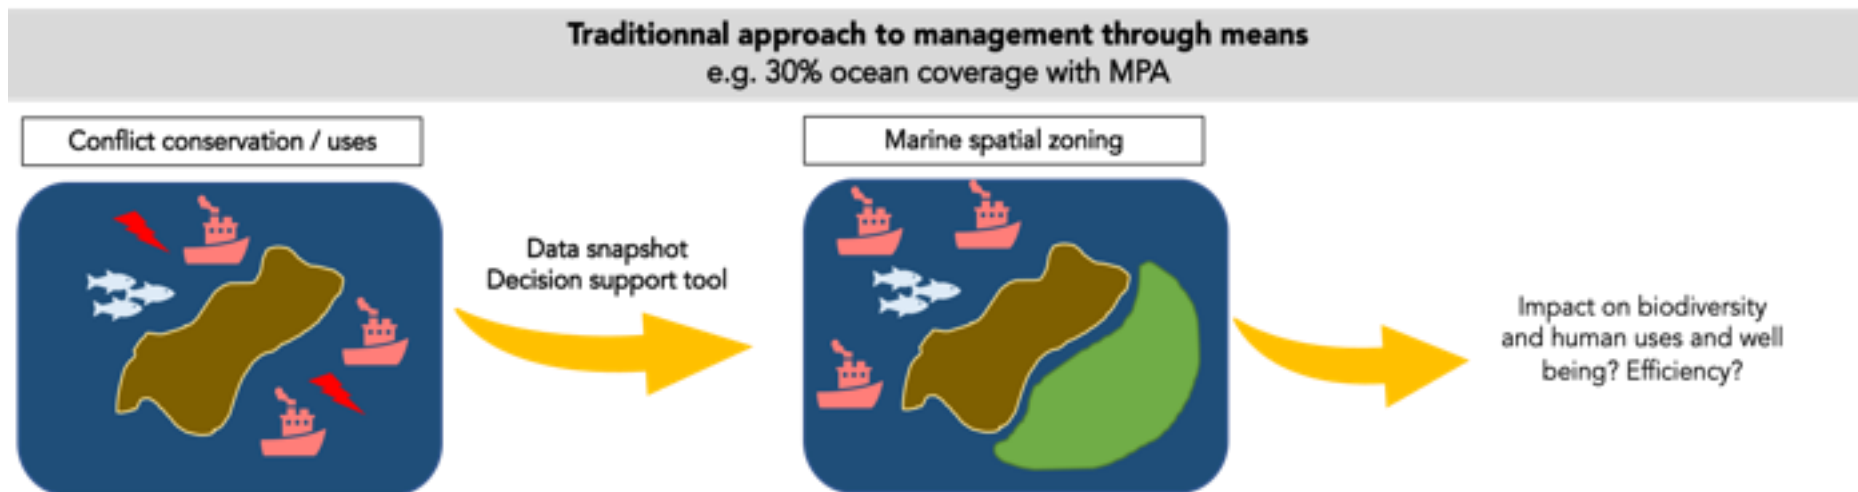 Traditionnal approach to management through means
e.g. 30% ocean coverage with MPA
Conflict conservation / uses
Marine spatial zoning
Data snapshot
Decision support tool
Impact on biodiversity
and human uses and well
being? Efficiency?